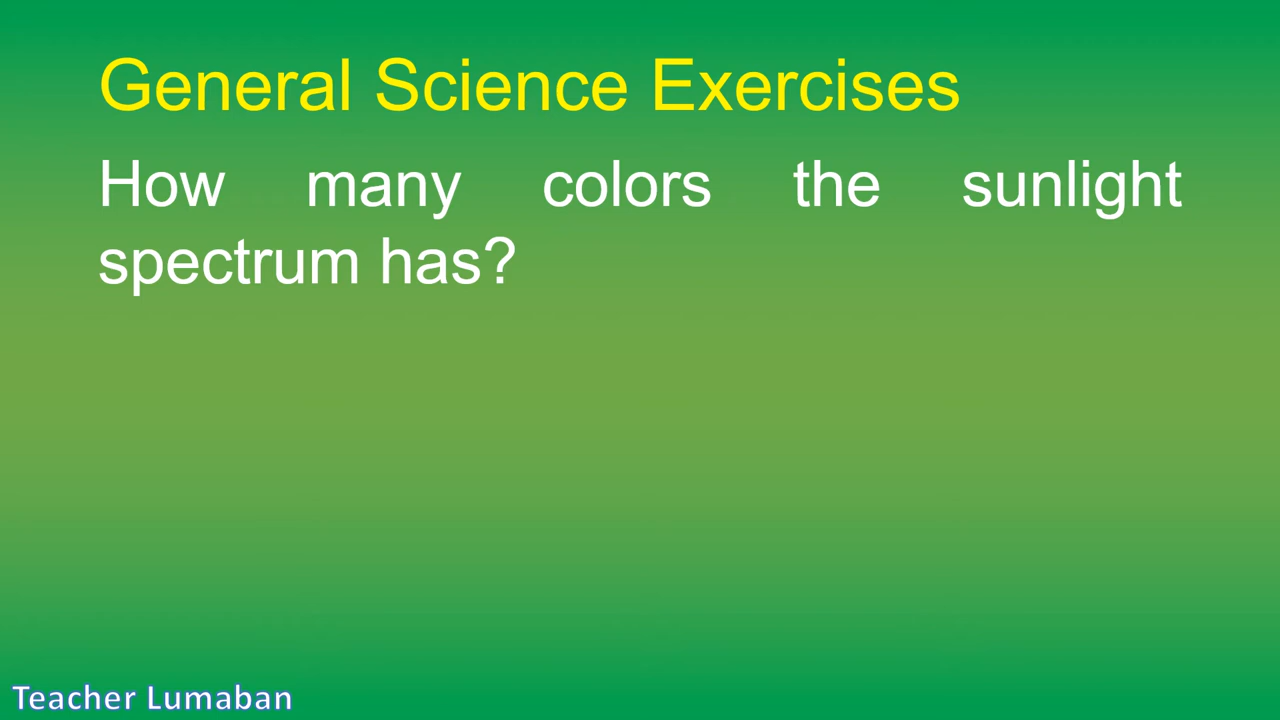 General Science Exercises
How many colors the sunlight
spectrum has?
Teacher Lumaban